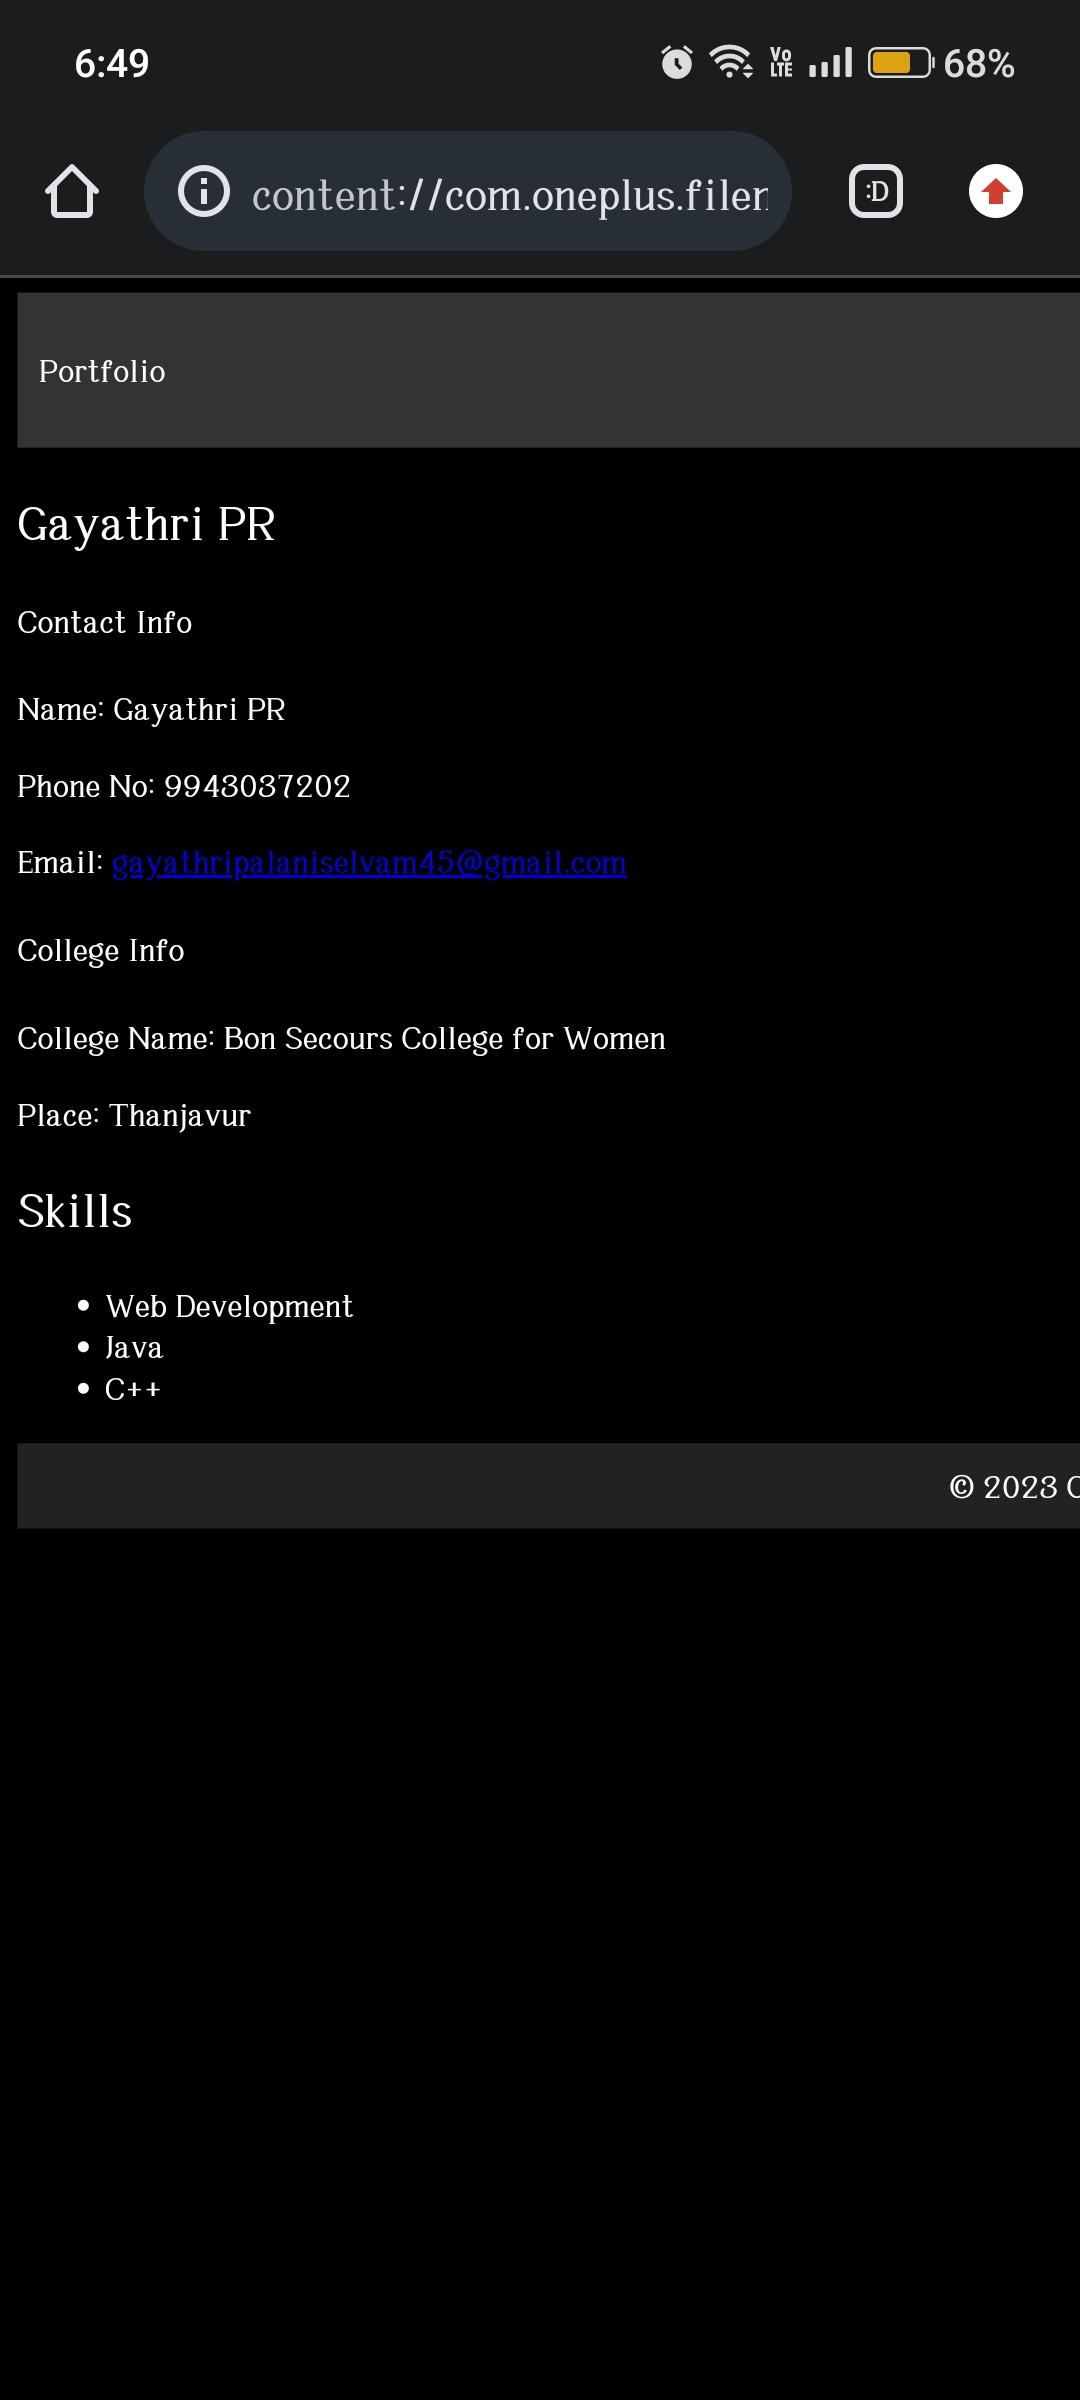 6:49
Vo LTE
68%
content://com.oneplus.filem
:D
Portfolio
Gayathri PR
Contact Info
Name: Gayathri PR
Phone No: 9943037202
Email: gayathripalaniselvam45@gmail.com
College Info
College Name: Bon Secours College for Women
Place: Thanjavur
Skills
• Web Development
• Java
• C++
© 2023